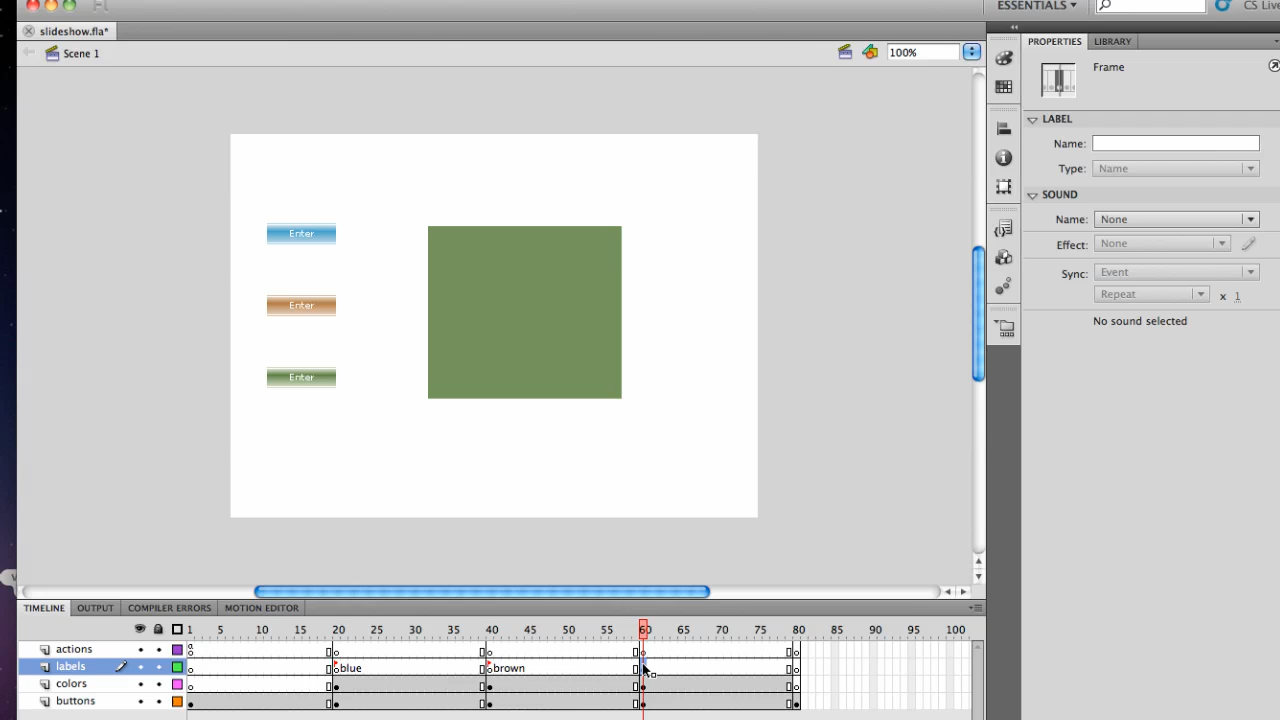 Fl
ESSENTIALS
CS Live
slideshow.fla*
Scene 1
100%
PROPERTIES
LIBRARY
Frame
LABEL
Name:
Type: Name
SOUND
Name: None
Effect: None
Sync: Event
Repeat x 1
No sound selected
Enter
Enter
Enter
TIMELINE OUTPUT COMPILER ERRORS MOTION EDITOR
1 5 10 15 20 25 30 35 40 45 50 55 60 65 70 75 80 85 90 95 100
actions a
labels blue brown
colors
buttons